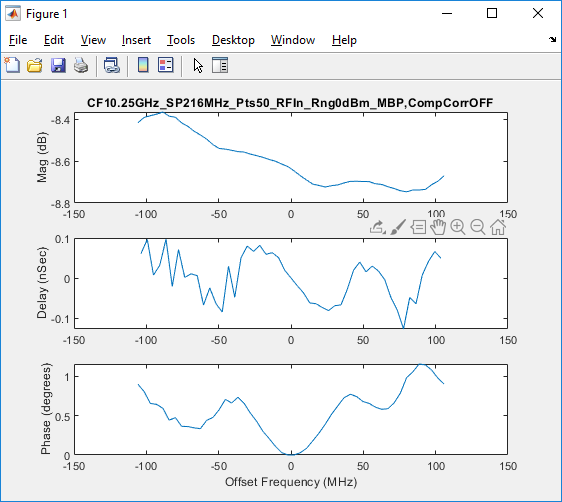 Figure 1
File Edit View Insert Tools Desktop Window Help
CF10.25GHz_SP216MHz_Pts50_RFIn_Rng0dBm_MBP,CompCorrOFF
Mag (dB)
-8.4
-8.6
-8.8
-150 -100 -50 0 50 100 150
Delay (nSec)
0.1
0
-0.1
-150 -100 -50 0 50 100 150
Phase (degrees)
1
0.5
0
-150 -100 -50 0 50 100 150
Offset Frequency (MHz)